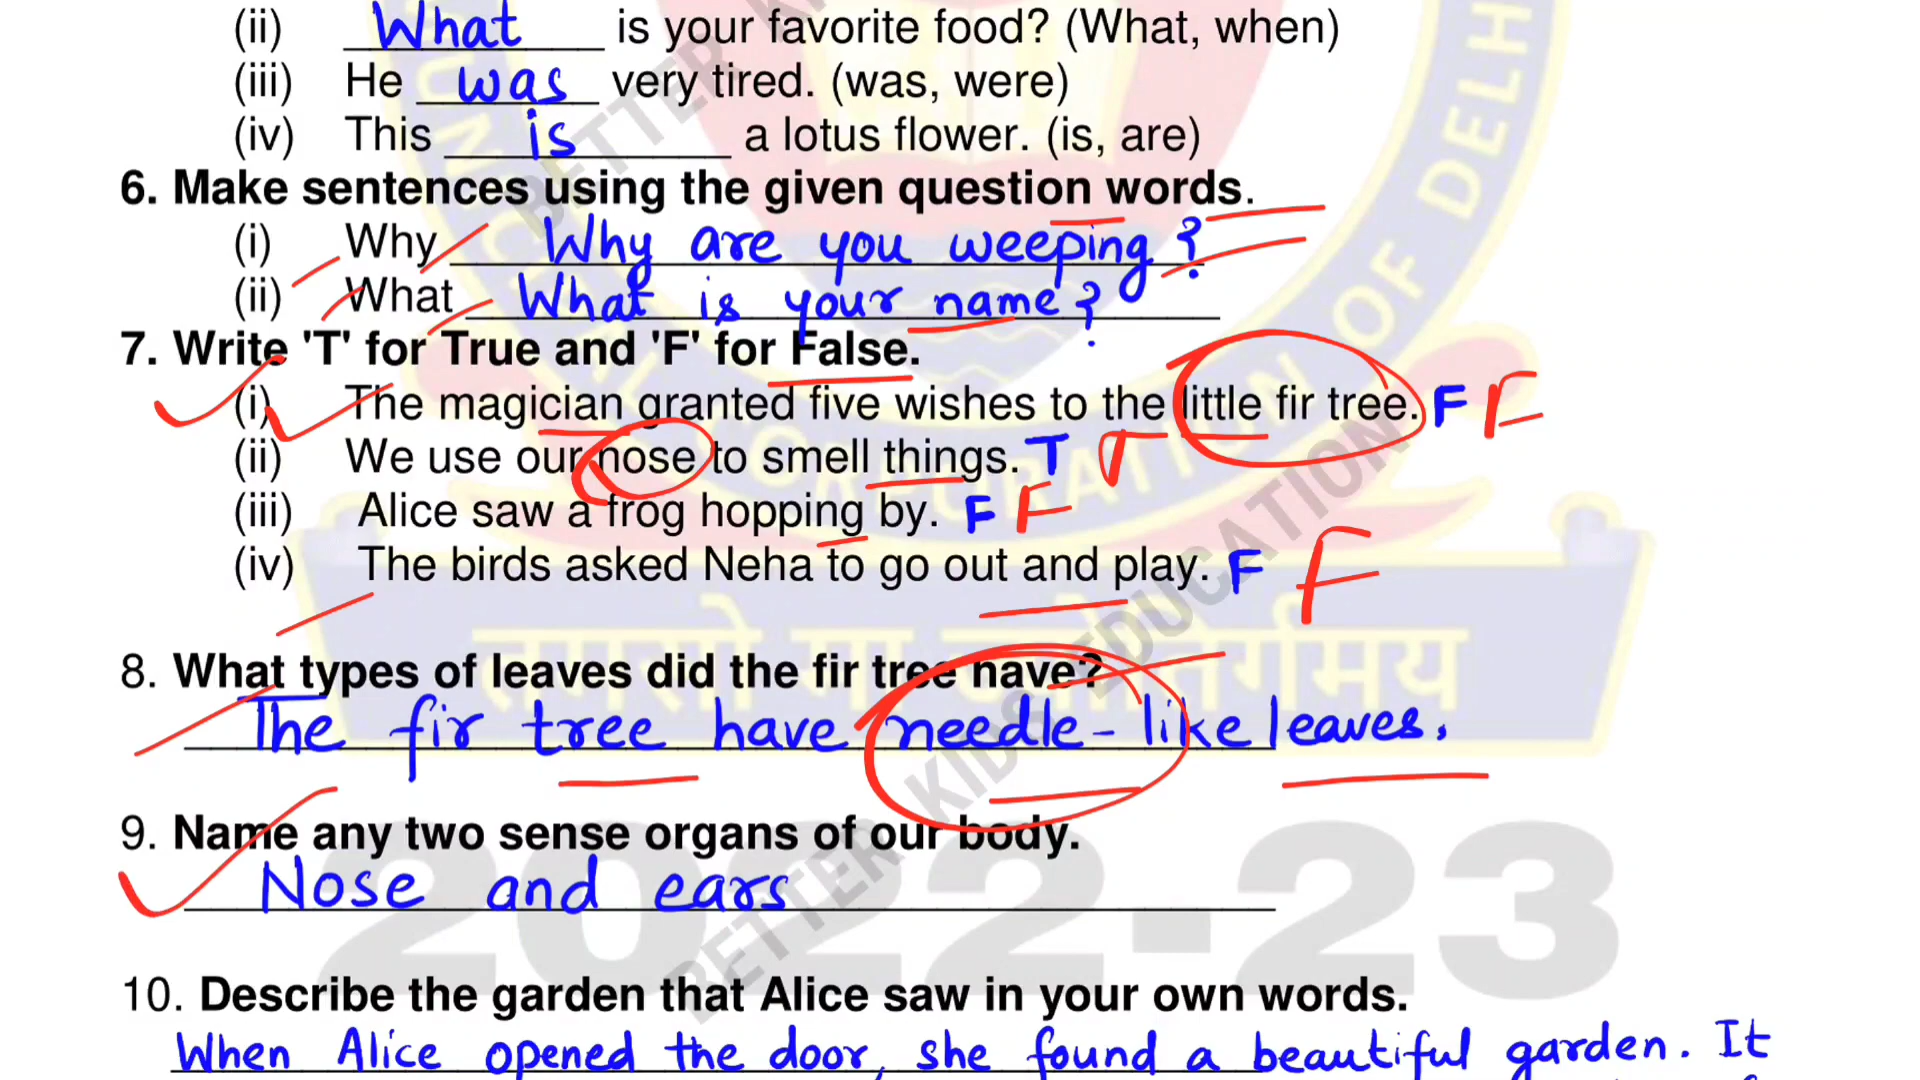 (ii) What is your favorite food? (What, when)
(iii) He was very tired. (was, were)
(iv) This is a lotus flower. (is, are)
6. Make sentences using the given question words.
(i) Why Why are you weeping?
(ii) What What is your name?
7. Write 'T' for True and 'F' for False.
(i) The magician granted five wishes to the little fir tree. F F
(ii) We use our nose to smell things. T T
(iii) Alice saw a frog hopping by. F F
(iv) The birds asked Neha to go out and play. F F
8. What types of leaves did the fir tree have?
The fir tree have needle-like leaves.
9. Name any two sense organs of our body.
Nose and ears
2022-23
10. Describe the garden that Alice saw in your own words.
When Alice opened the door, she found a beautiful garden. It
BETTER KIDS EDUCATION